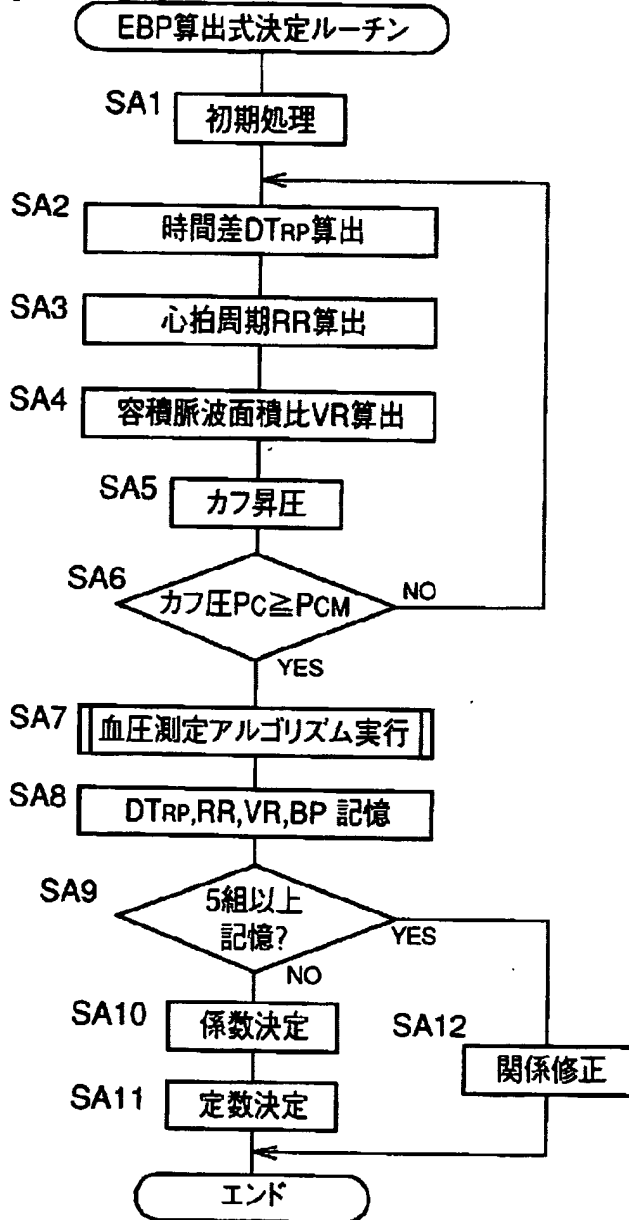 EBP算出式決定ルーチン
SA1
初期処理
SA2
時間差DTRP算出
SA3
心拍周期RR算出
SA4
容積脈波面積比VR算出
SA5
カフ昇圧
SA6
カフ圧PC≧PCM
NO
YES
SA7
血圧測定アルゴリズム実行
SA8
DTRP,RR,VR,BP 記憶
SA9
5組以上
記憶?
YES
NO
SA10
係数決定
SA12
関係修正
SA11
定数決定
エンド